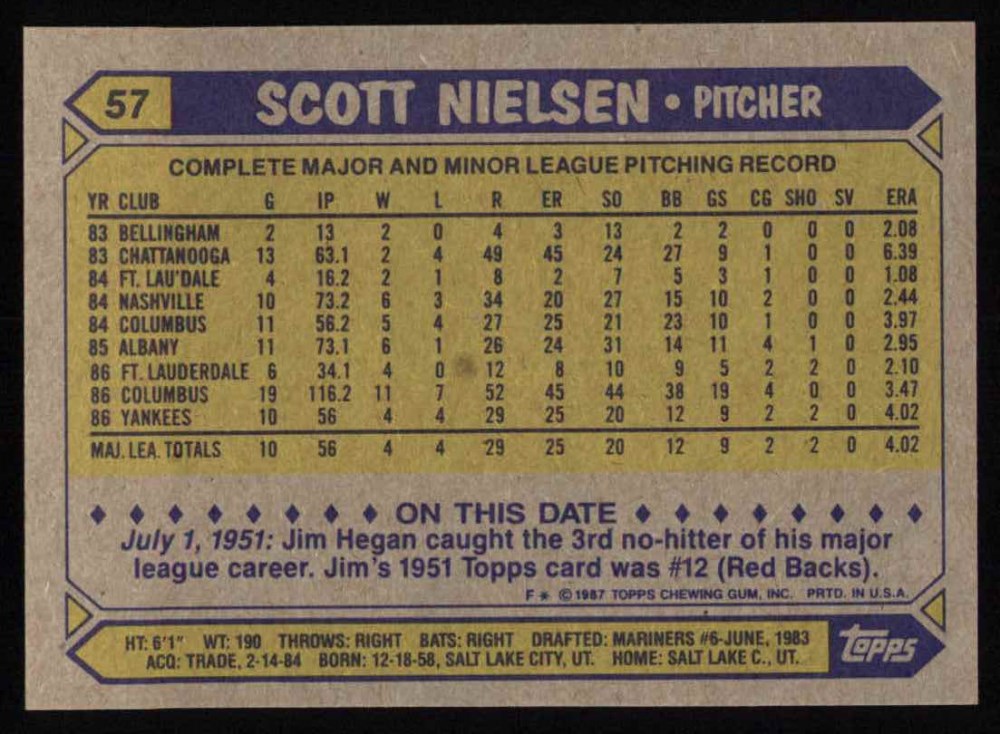 57 SCOTT NIELSEN • PITCHER
COMPLETE MAJOR AND MINOR LEAGUE PITCHING RECORD
YR CLUB G IP W L R ER SO BB GS CG SHO SV ERA
83 BELLINGHAM 2 13 2 0 4 3 13 2 2 0 0 0 2.08
83 CHATTANOOGA 13 63.1 2 4 49 45 24 27 9 1 0 0 6.39
84 FT. LAU'DALE 4 16.2 2 1 8 2 7 5 3 1 0 0 1.08
84 NASHVILLE 10 73.2 6 3 34 20 27 15 10 2 0 0 2.44
84 COLUMBUS 11 56.2 5 4 27 25 21 23 10 1 0 0 3.97
85 ALBANY 11 73.1 6 1 26 24 31 14 11 4 1 0 2.95
86 FT. LAUDERDALE 6 34.1 4 0 12 8 10 9 5 2 2 0 2.10
86 COLUMBUS 19 116.2 11 7 52 45 44 38 19 4 0 0 3.47
86 YANKEES 10 56 4 4 29 25 20 12 9 2 2 0 4.02
MAJ. LEA. TOTALS 10 56 4 4 29 25 20 12 9 2 2 0 4.02
♦ ♦ ♦ ♦ ♦ ♦ ♦ ♦ ON THIS DATE ♦ ♦ ♦ ♦ ♦ ♦ ♦ ♦
July 1, 1951: Jim Hegan caught the 3rd no-hitter of his major
league career. Jim's 1951 Topps card was #12 (Red Backs).
F * © 1987 TOPPS CHEWING GUM, INC. PRTD. IN U.S.A.
HT: 6'1" WT: 190 THROWS: RIGHT BATS: RIGHT DRAFTED: MARINERS #6-JUNE, 1983
ACQ: TRADE, 2-14-84 BORN: 12-18-58, SALT LAKE CITY, UT. HOME: SALT LAKE C., UT.
topps